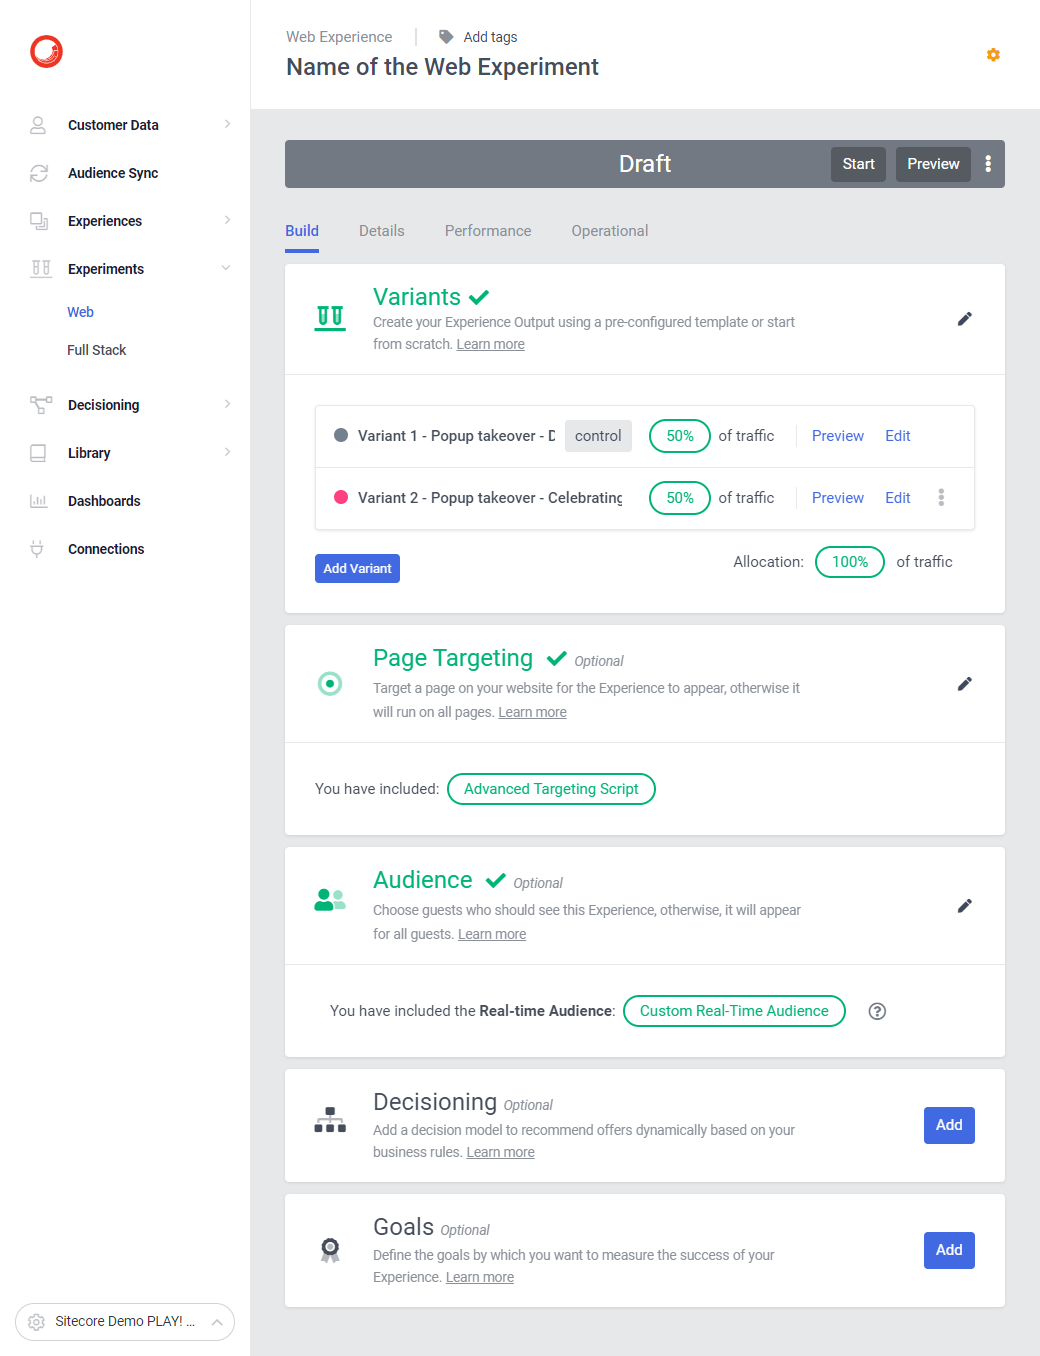 Web Experience
Add tags
Name of the Web Experiment
Customer Data
Audience Sync
Experiences
Experiments
Web
Full Stack
Decisioning
Library
Dashboards
Connections
Sitecore Demo PLAY! ...
Draft
Start
Preview
Build
Details
Performance
Operational
Variants
Create your Experience Output using a pre-configured template or start
from scratch. Learn more
Variant 1 - Popup takeover - D
control
50%
of traffic
Preview
Edit
Variant 2 - Popup takeover - Celebrating
50%
of traffic
Preview
Edit
Add Variant
Allocation:
100%
of traffic
Page Targeting
Optional
Target a page on your website for the Experience to appear, otherwise it
will run on all pages. Learn more
You have included:
Advanced Targeting Script
Audience
Optional
Choose guests who should see this Experience, otherwise, it will appear
for all guests. Learn more
You have included the Real-time Audience:
Custom Real-Time Audience
Decisioning
Optional
Add a decision model to recommend offers dynamically based on your
business rules. Learn more
Add
Goals
Optional
Define the goals by which you want to measure the success of your
Experience. Learn more
Add